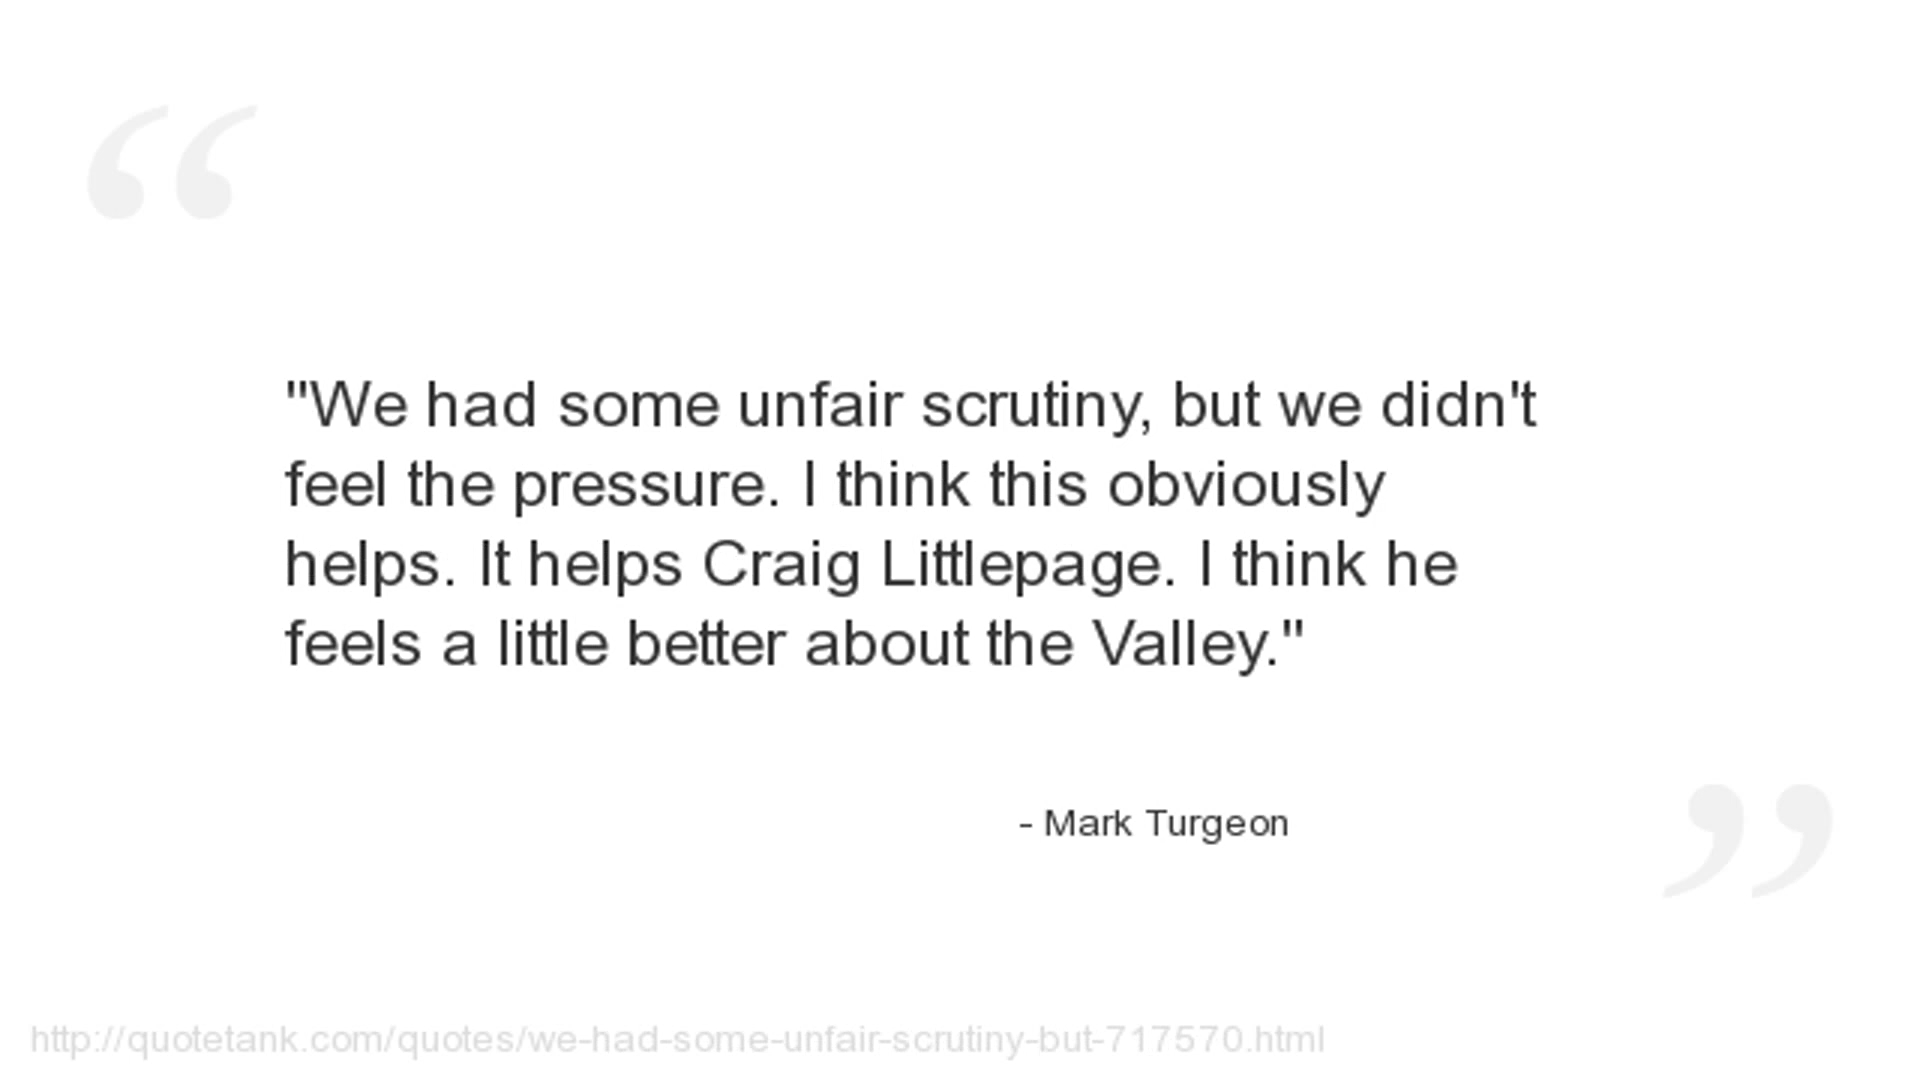 "We had some unfair scrutiny, but we didn't
feel the pressure. I think this obviously
helps. It helps Craig Littlepage. I think he
feels a little better about the Valley."
- Mark Turgeon
http://quotetank.com/quotes/we-had-some-unfair-scrutiny-but-717570.html